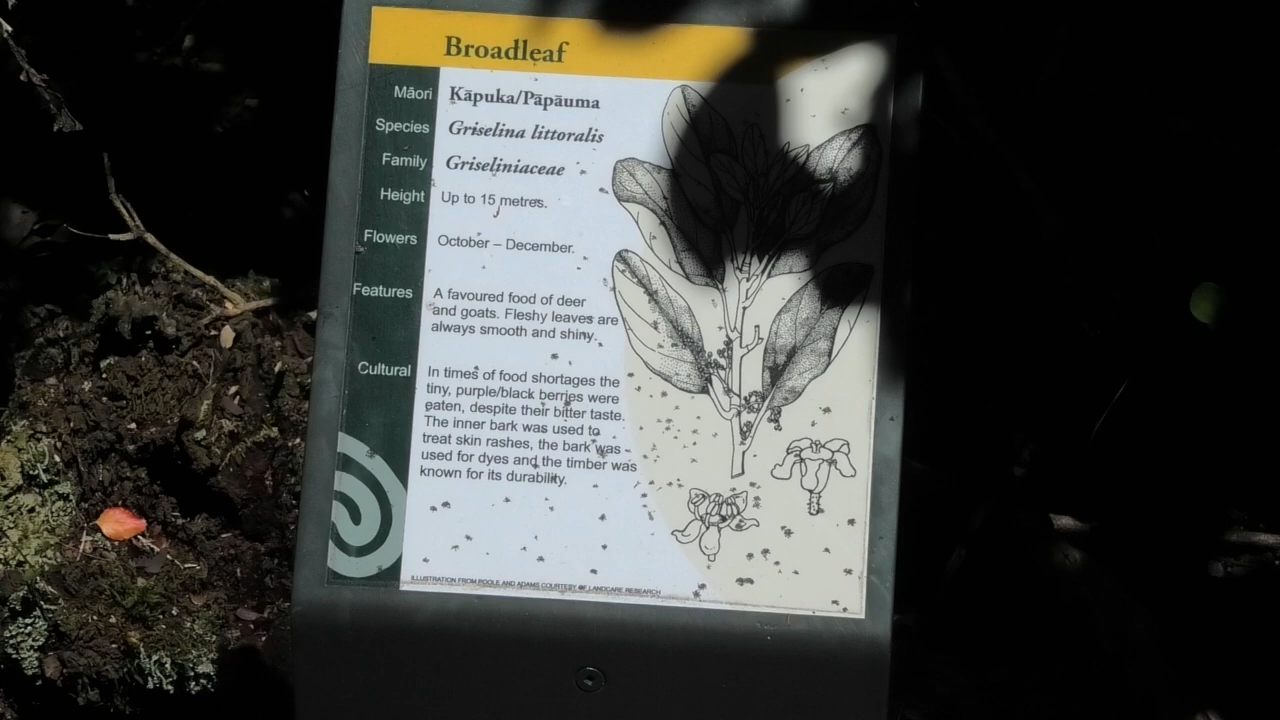 Broadleaf
Māori Kāpuka/Pāpāuma
Species Griselina littoralis
Family Griseliniaceae
Height Up to 15 metres.
Flowers October – December.
Features A favoured food of deer
and goats. Fleshy leaves are
always smooth and shiny.
Cultural In times of food shortages the
tiny, purple/black berries were
eaten, despite their bitter taste.
The inner bark was used to
treat skin rashes, the bark was
used for dyes and the timber was
known for its durability.
ILLUSTRATION FROM POOLE AND ADAMS COURTESY OF LANDCARE RESEARCH